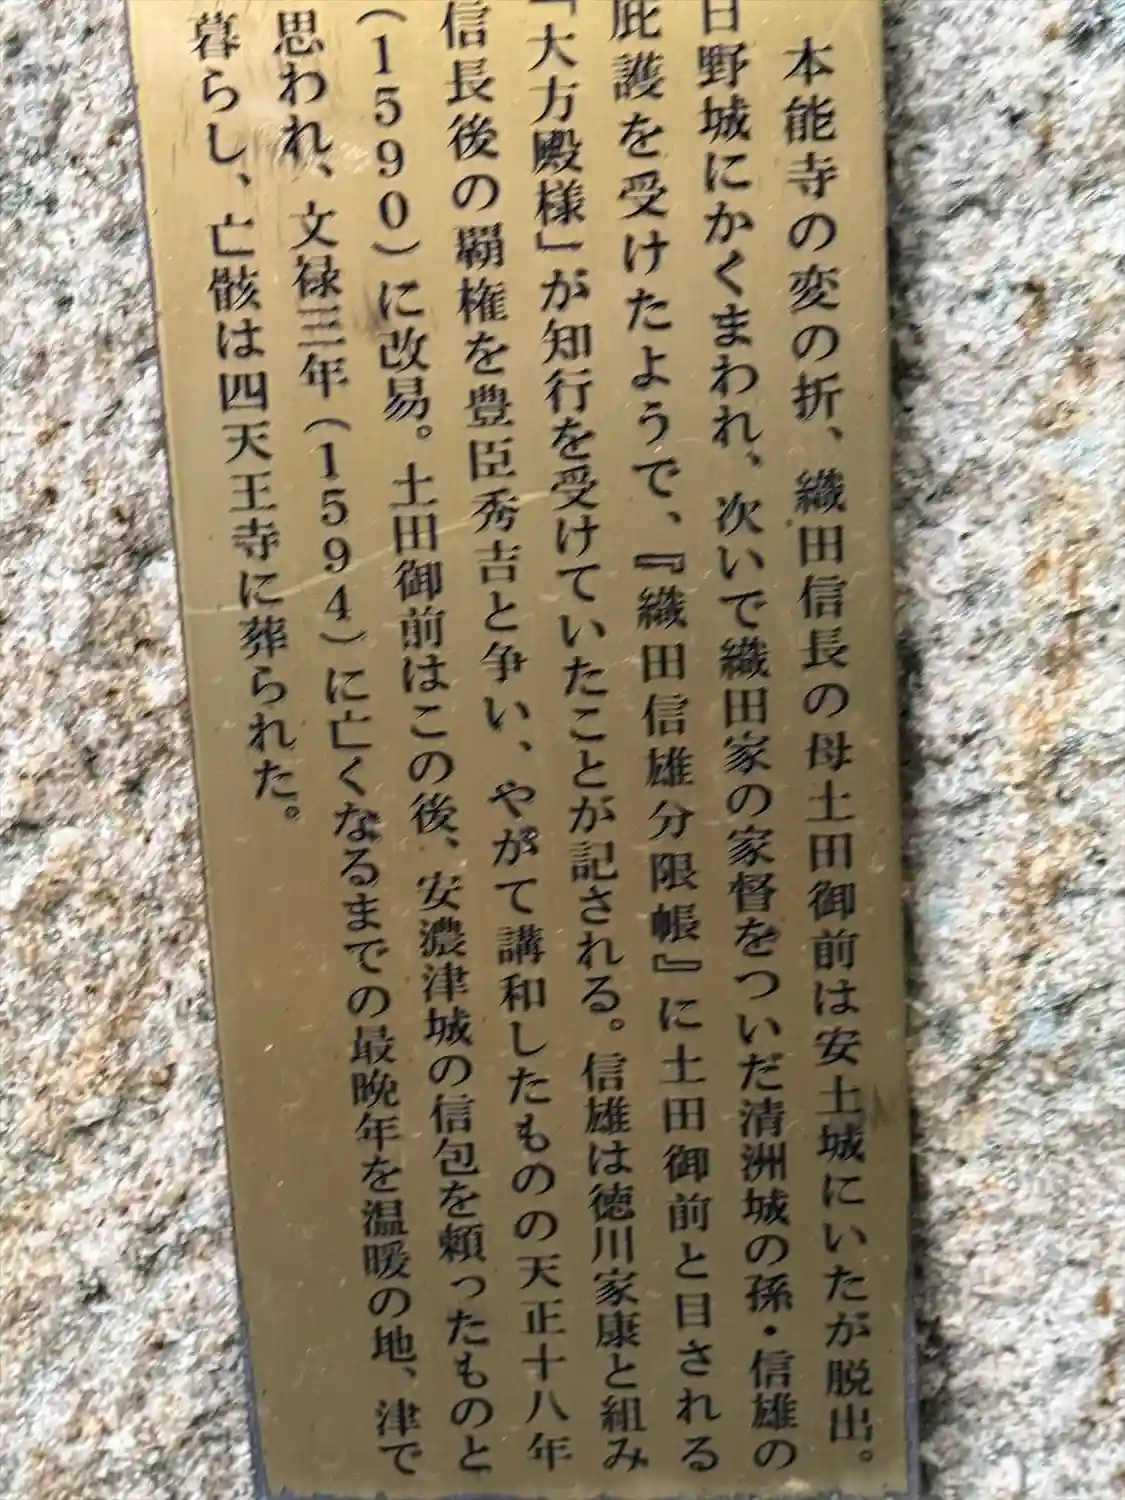 本能寺の変の折、織田信長の母土田御前は安土城にいたが脱出。
日野城にかくまわれ、次いで織田家の家督をついだ清洲城の孫・信雄の
庇護を受けたようで、『織田信雄分限帳』に土田御前と目される
「大方殿様」が知行を受けていたことが記される。信雄は徳川家康と組み
信長後の覇権を豊臣秀吉と争い、やがて講和したものの天正十八年
(1590)に改易。土田御前はこの後、安濃津城の信包を頼ったものと
思われ、文禄三年(1594)に亡くなるまでの最晩年を温暖の地、津で
暮らし、亡骸は四天王寺に葬られた。